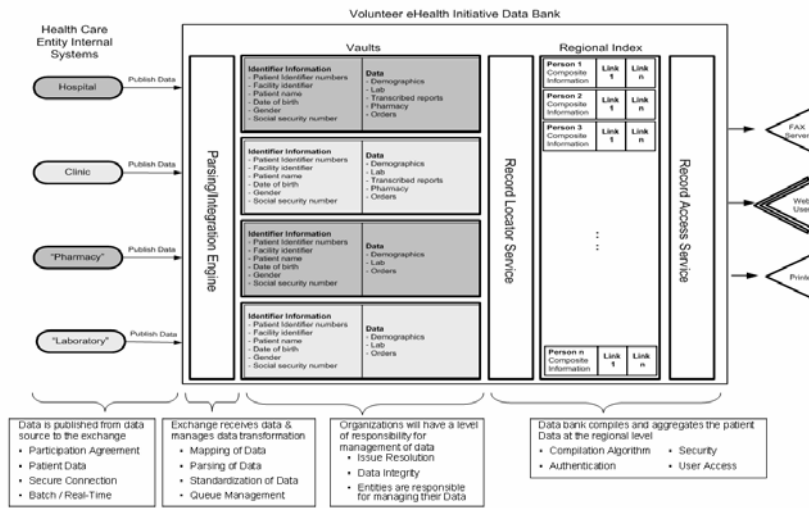 Volunteer eHealth Initiative Data Bank
Health Care
Entity Internal
Systems
Vaults
Regional Index
Hospital
Publish Data
Clinic
Publish Data
"Pharmacy"
Publish Data
"Laboratory"
Publish Data
Parsing/Integration Engine
Identifier Information
- Patient Identifier numbers
- Facility identifier
- Patient name
- Date of birth
- Gender
- Social security number
Data
- Demographics
- Lab
- Transcribed reports
- Pharmacy
- Orders
Identifier Information
- Patient Identifier numbers
- Facility identifier
- Patient name
- Date of birth
- Gender
- Social security number
Data
- Demographics
- Lab
- Transcribed reports
- Pharmacy
- Orders
Identifier Information
- Patient Identifier numbers
- Facility identifier
- Patient name
- Date of birth
- Gender
- Social security number
Data
- Demographics
- Lab
- Orders
Identifier Information
- Patient Identifier numbers
- Facility identifier
- Patient name
- Date of birth
- Gender
- Social security number
Data
- Demographics
- Lab
- Orders
Record Locator Service
Person 1
Composite
Information
Link
1
Link
n
Person 2
Composite
Information
Link
1
Link
n
Person 3
Composite
Information
Link
1
Link
n
Person n
Composite
Information
Link
1
Link
n
Record Access Service
FAX
Server
Web
User
Printe
Data is published from data
source to the exchange
• Participation Agreement
• Patient Data
• Secure Connection
• Batch / Real-Time
Exchange receives data &
manages data transformation
• Mapping of Data
• Parsing of Data
• Standardization of Data
• Queue Management
Organizations will have a level
of responsibility for
management of data
• Issue Resolution
• Data Integrity
• Entities are responsible
for managing their Data
Data bank compiles and aggregates the patient
Data at the regional level
• Compilation Algorithm
• Authentication
• Security
• User Access